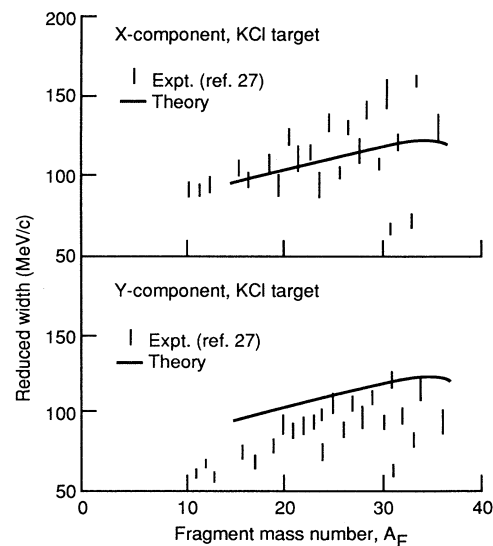 200
X-component, KCl target
Expt. (ref. 27)
Theory
150
100
50
Reduced width (MeV/c)
Y-component, KCl target
Expt. (ref. 27)
Theory
150
100
50
0
10
20
30
40
Fragment mass number, A_F